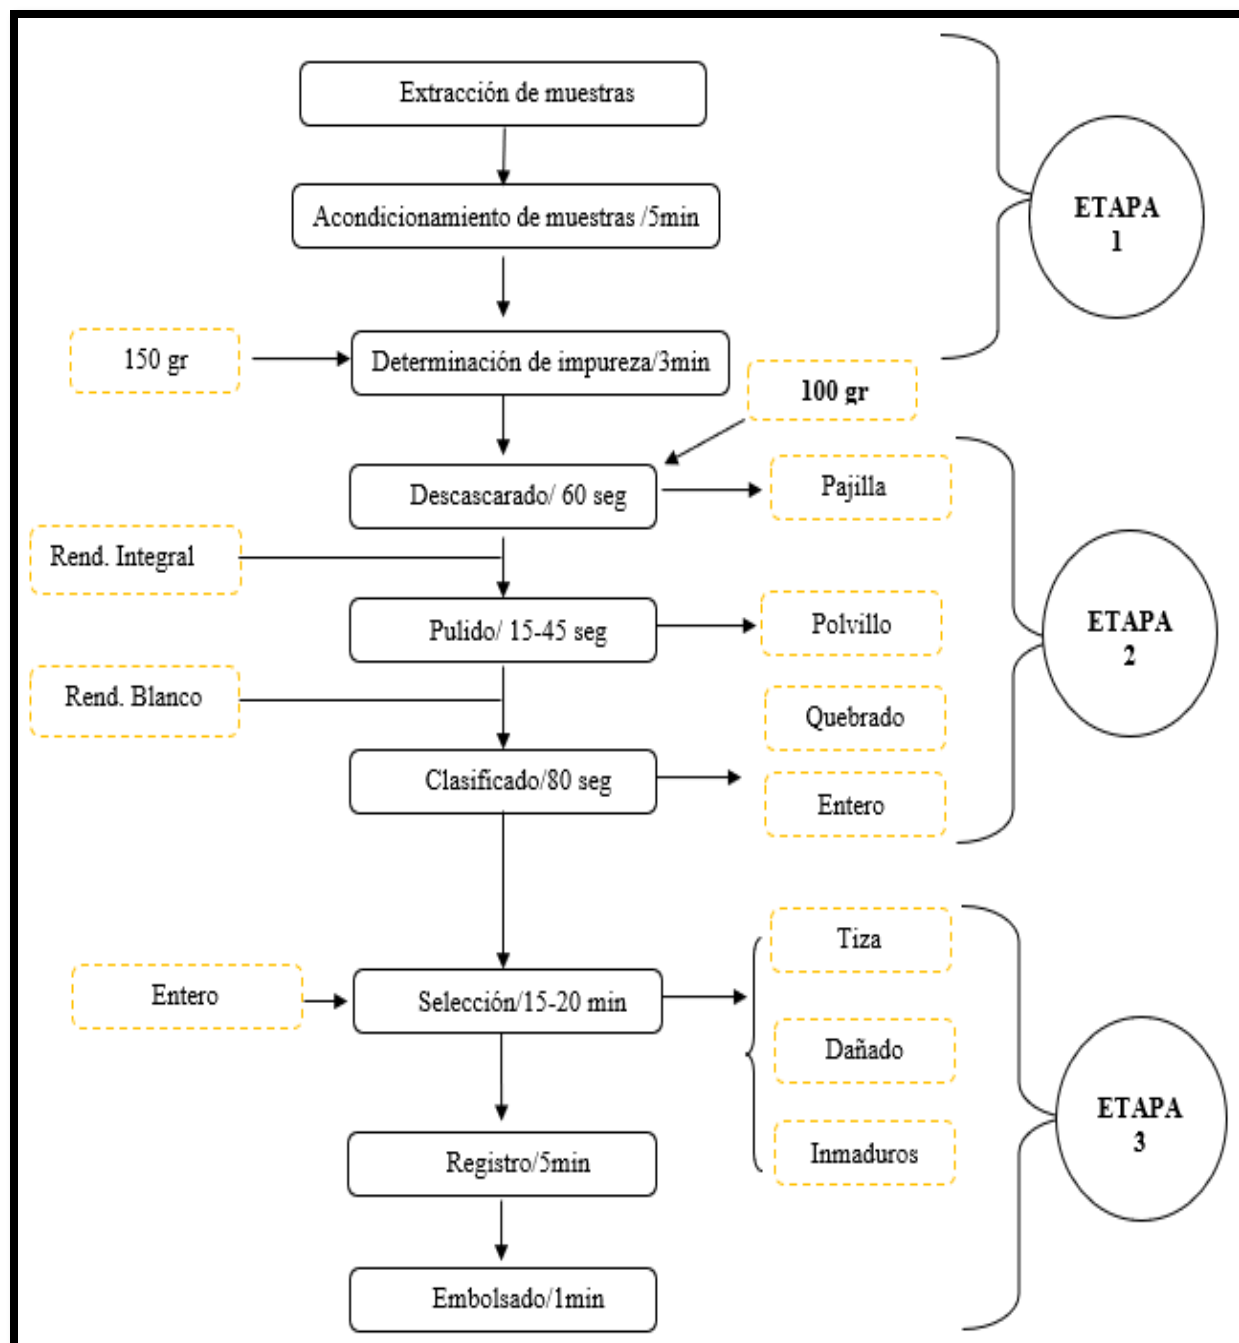 Extracción de muestras
Acondicionamiento de muestras /5min
ETAPA
1
150 gr
Determinación de impureza/3min
100 gr
Descascarado/ 60 seg
Pajilla
Rend. Integral
Pulido/ 15-45 seg
Polvillo
ETAPA
2
Rend. Blanco
Quebrado
Clasificado/80 seg
Entero
Tiza
Entero
Selección/15-20 min
Dañado
Inmaduros
ETAPA
3
Registro/5min
Embolsado/1min